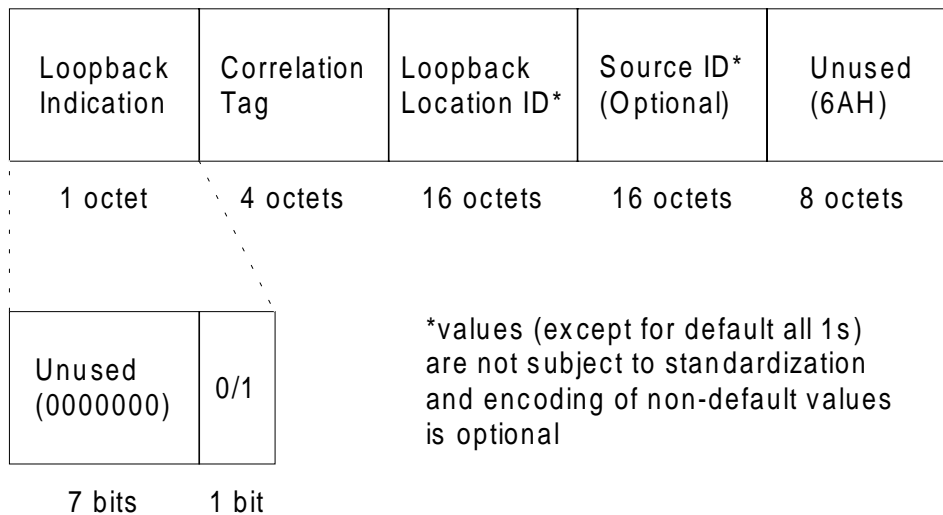 Loopback
Indication
Correlation
Tag
Loopback
Location ID*
Source ID*
(Optional)
Unused
(6AH)
1 octet
4 octets
16 octets
16 octets
8 octets
Unused
(0000000)
0/1
*values (except for default all 1s)
are not subject to standardization
and encoding of non-default values
is optional
7 bits
1 bit